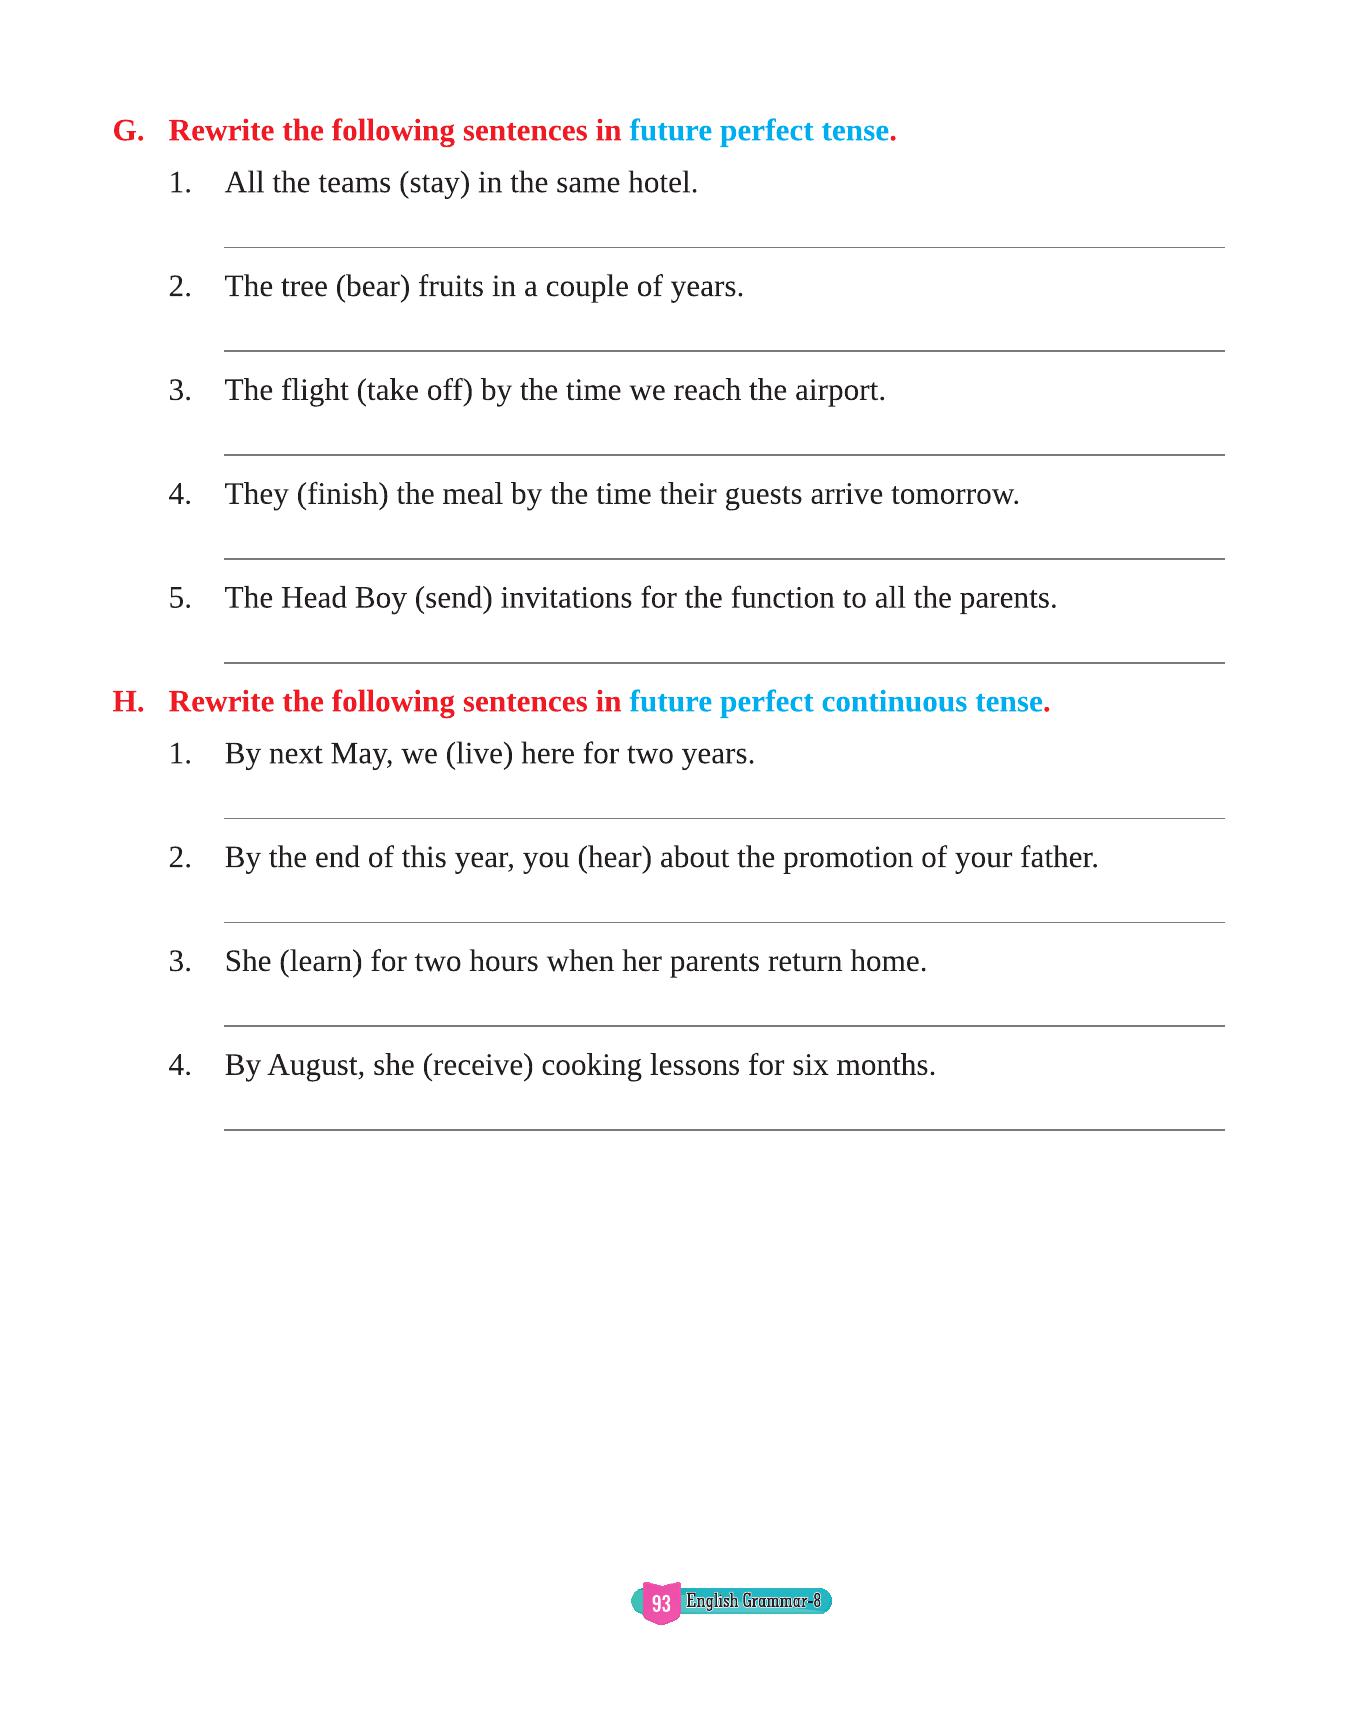 G. Rewrite the following sentences in future perfect tense.
1. All the teams (stay) in the same hotel.
2. The tree (bear) fruits in a couple of years.
3. The flight (take off) by the time we reach the airport.
4. They (finish) the meal by the time their guests arrive tomorrow.
5. The Head Boy (send) invitations for the function to all the parents.
H. Rewrite the following sentences in future perfect continuous tense.
1. By next May, we (live) here for two years.
2. By the end of this year, you (hear) about the promotion of your father.
3. She (learn) for two hours when her parents return home.
4. By August, she (receive) cooking lessons for six months.
93 English Grammar-8